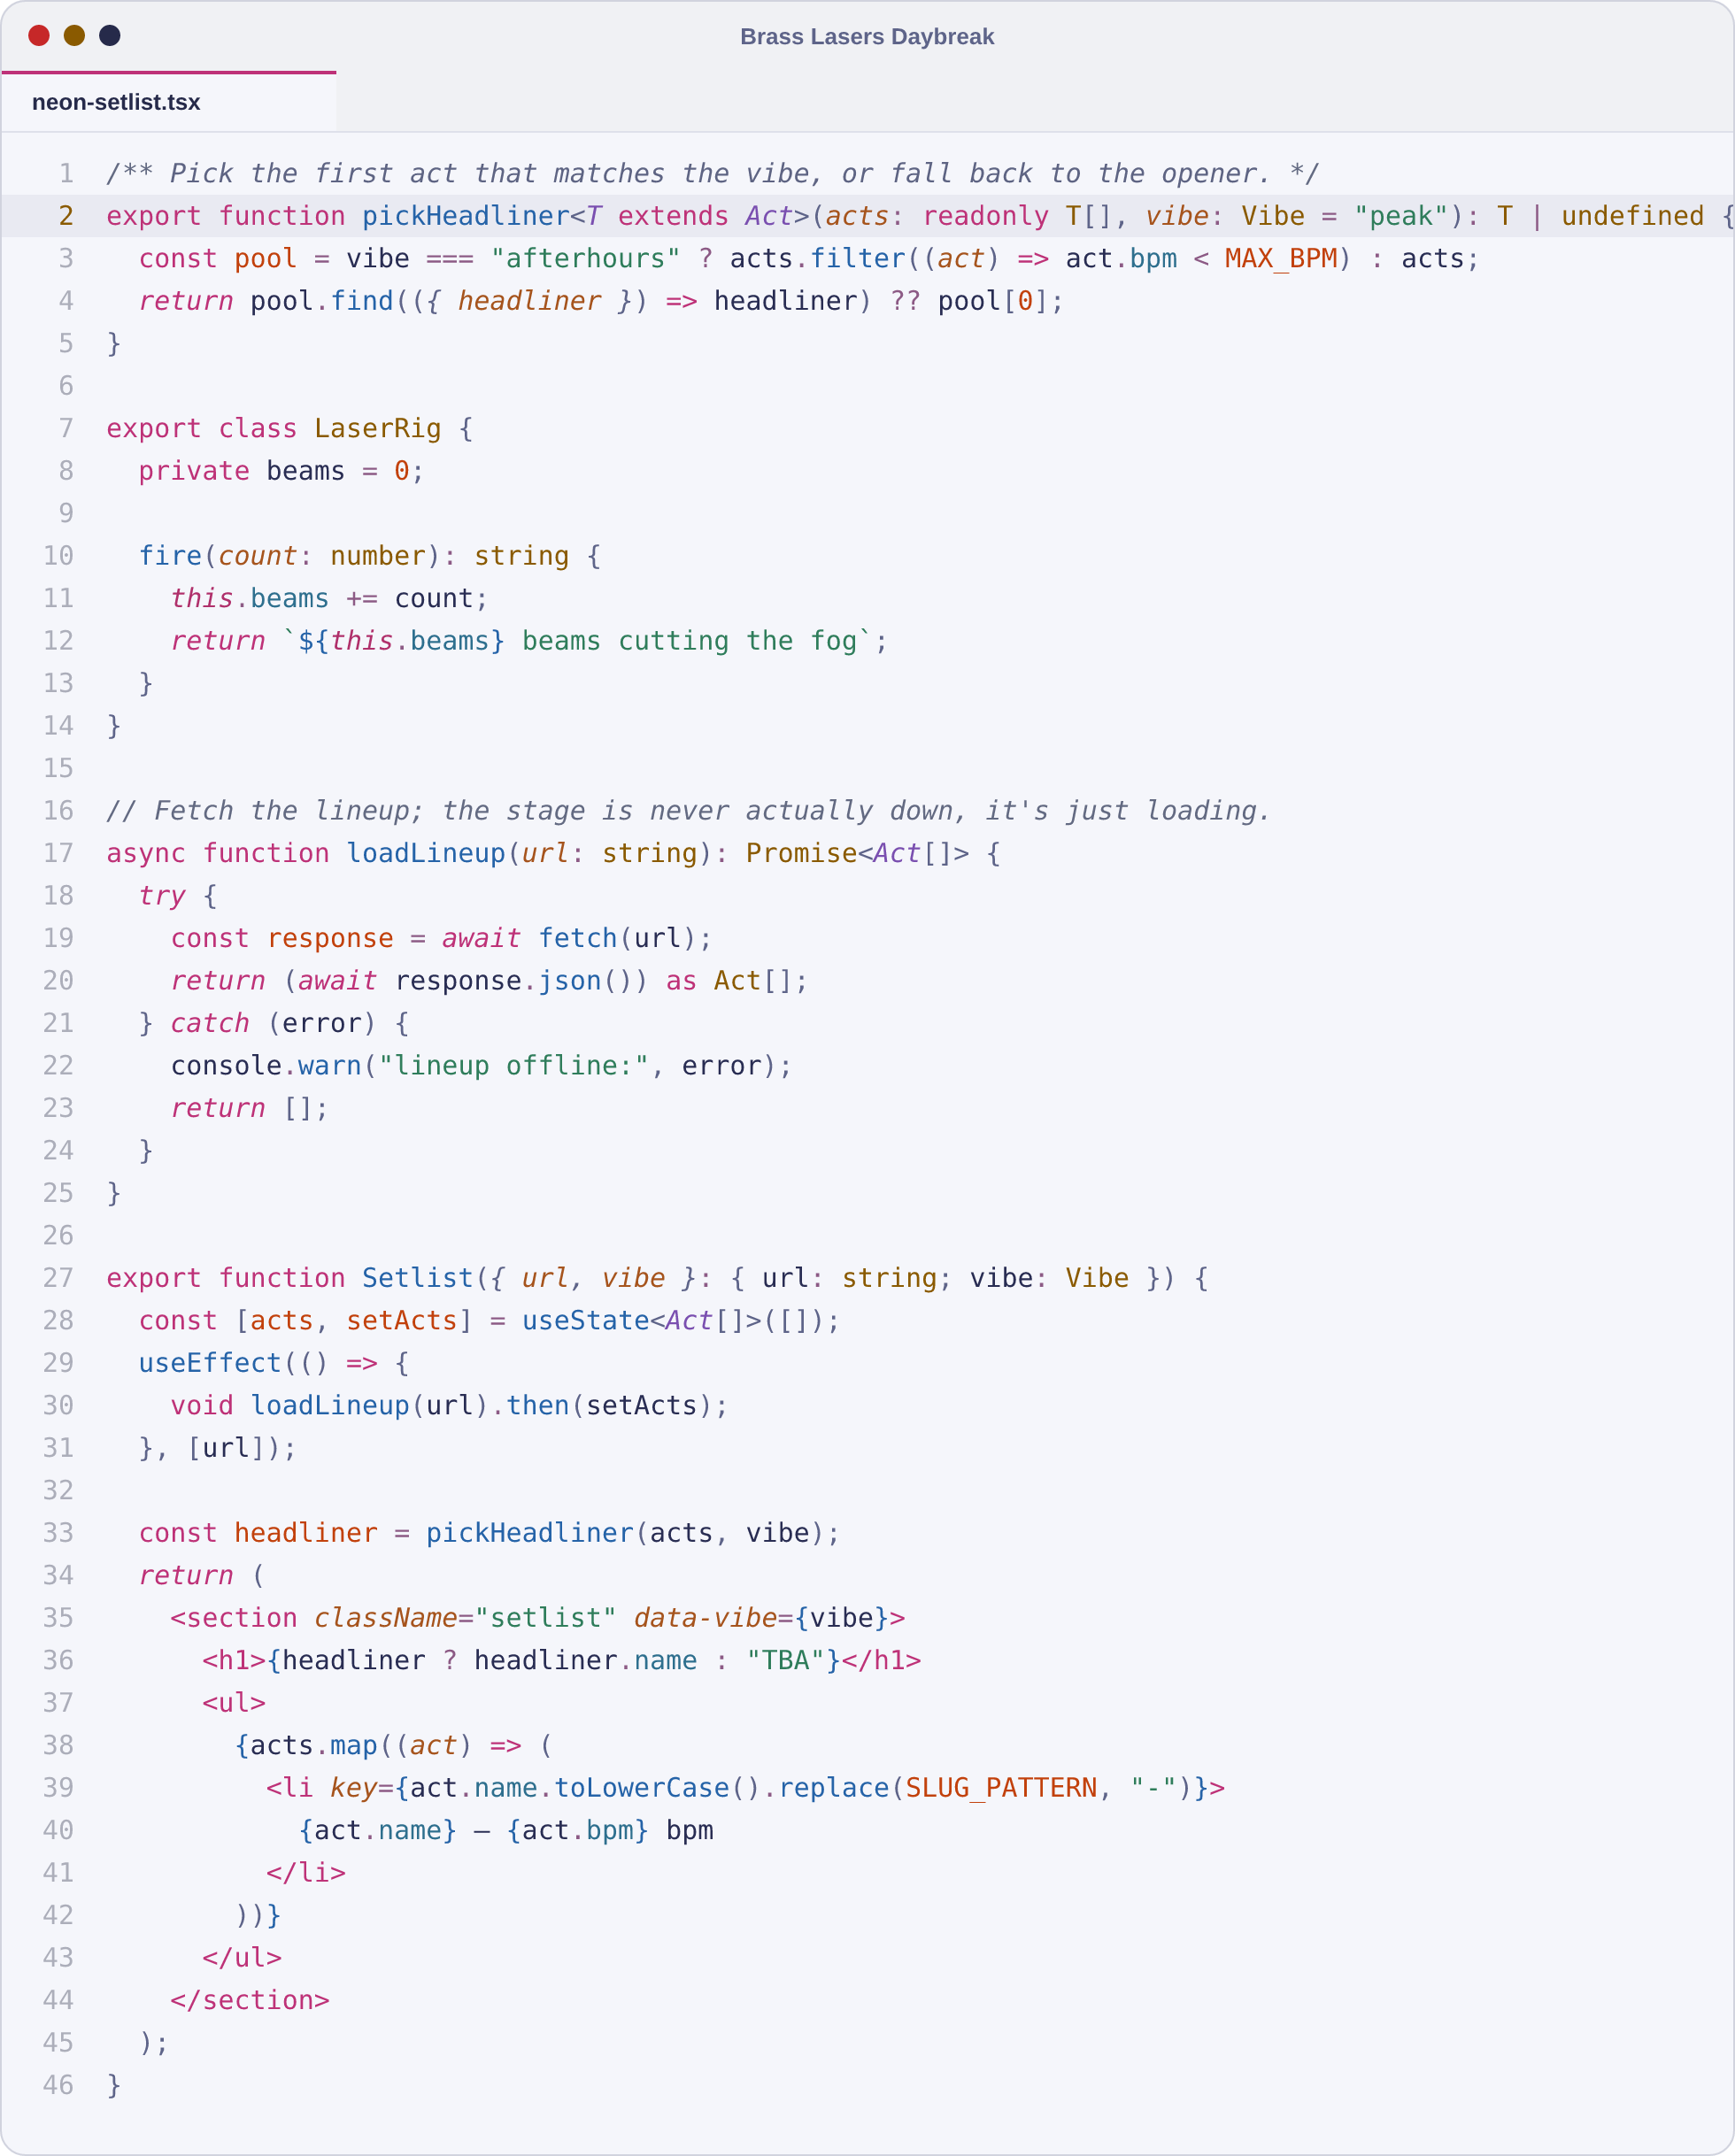 Brass Lasers Daybreak
neon-setlist.tsx
1 /** Pick the first act that matches the vibe, or fall back to the opener. */
2 export function pickHeadliner<T extends Act>(acts: readonly T[], vibe: Vibe = "peak"): T | undefined {
3   const pool = vibe === "afterhours" ? acts.filter((act) => act.bpm < MAX_BPM) : acts;
4   return pool.find(({ headliner }) => headliner) ?? pool[0];
5 }
6
7 export class LaserRig {
8   private beams = 0;
9
10   fire(count: number): string {
11     this.beams += count;
12     return `${this.beams} beams cutting the fog`;
13   }
14 }
15
16 // Fetch the lineup; the stage is never actually down, it's just loading.
17 async function loadLineup(url: string): Promise<Act[]> {
18   try {
19     const response = await fetch(url);
20     return (await response.json()) as Act[];
21   } catch (error) {
22     console.warn("lineup offline:", error);
23     return [];
24   }
25 }
26
27 export function Setlist({ url, vibe }: { url: string; vibe: Vibe }) {
28   const [acts, setActs] = useState<Act[]>([]);
29   useEffect(() => {
30     void loadLineup(url).then(setActs);
31   }, [url]);
32
33   const headliner = pickHeadliner(acts, vibe);
34   return (
35     <section className="setlist" data-vibe={vibe}>
36       <h1>{headliner ? headliner.name : "TBA"}</h1>
37       <ul>
38         {acts.map((act) => (
39           <li key={act.name.toLowerCase().replace(SLUG_PATTERN, "-")}>
40             {act.name} — {act.bpm} bpm
41           </li>
42         ))}
43       </ul>
44     </section>
45   );
46 }